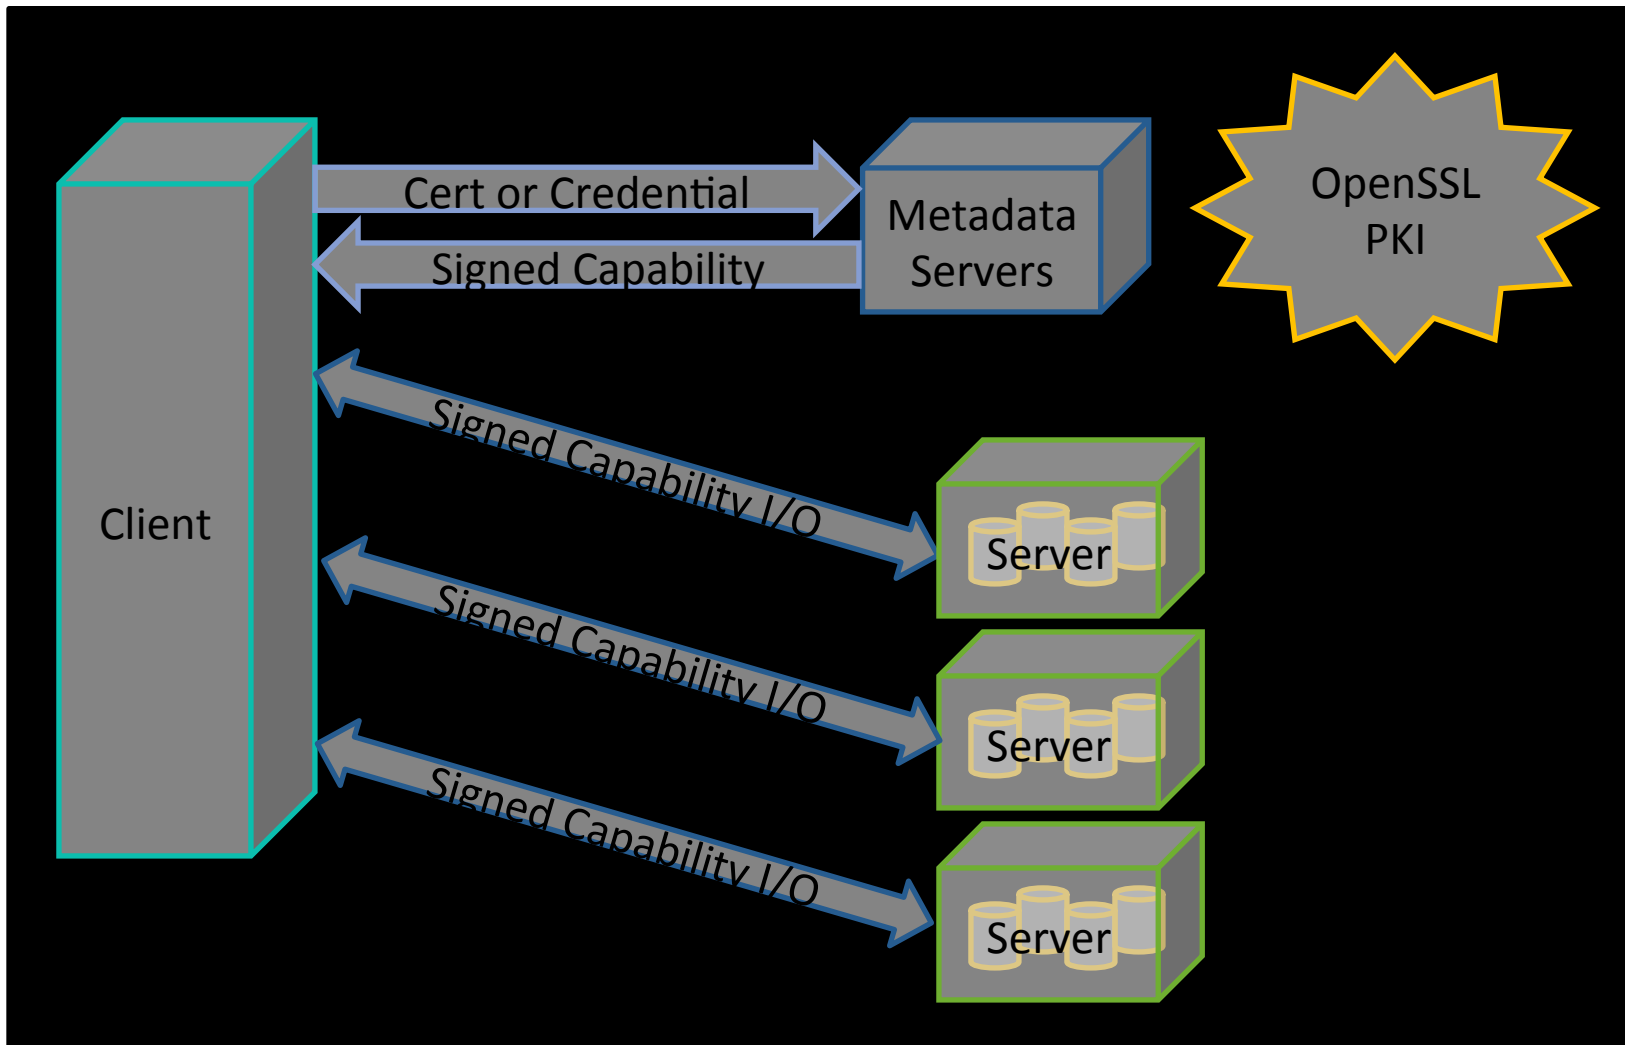 Cert or Credential
Signed Capability
Metadata
Servers
OpenSSL
PKI
Client
Signed Capability I/O
Server
Signed Capability I/O
Server
Signed Capability I/O
Server